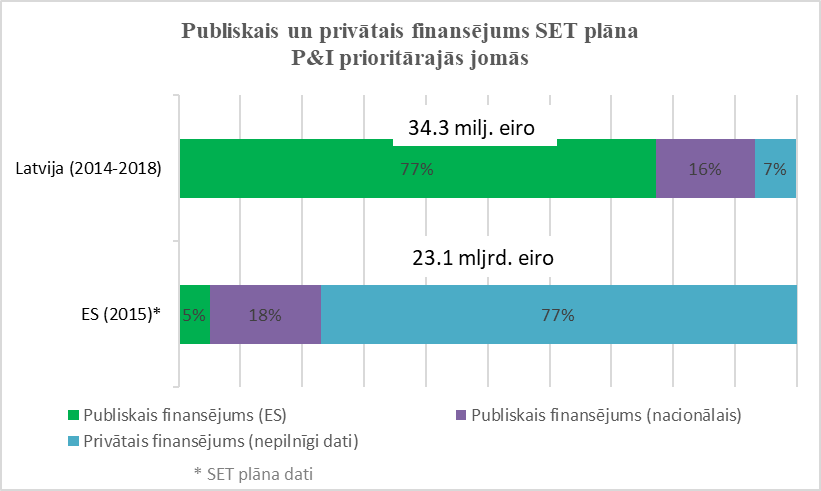 Publiskais un privātais finansējums SET plāna
P&I prioritārajās jomās
34.3 milj. eiro
Latvija (2014-2018)
77%
16%
7%
23.1 mljrd. eiro
ES (2015)*
5%
18%
77%
Publiskais finansējums (ES)
Publiskais finansējums (nacionālais)
Privātais finansējums (nepilnīgi dati)
* SET plāna dati